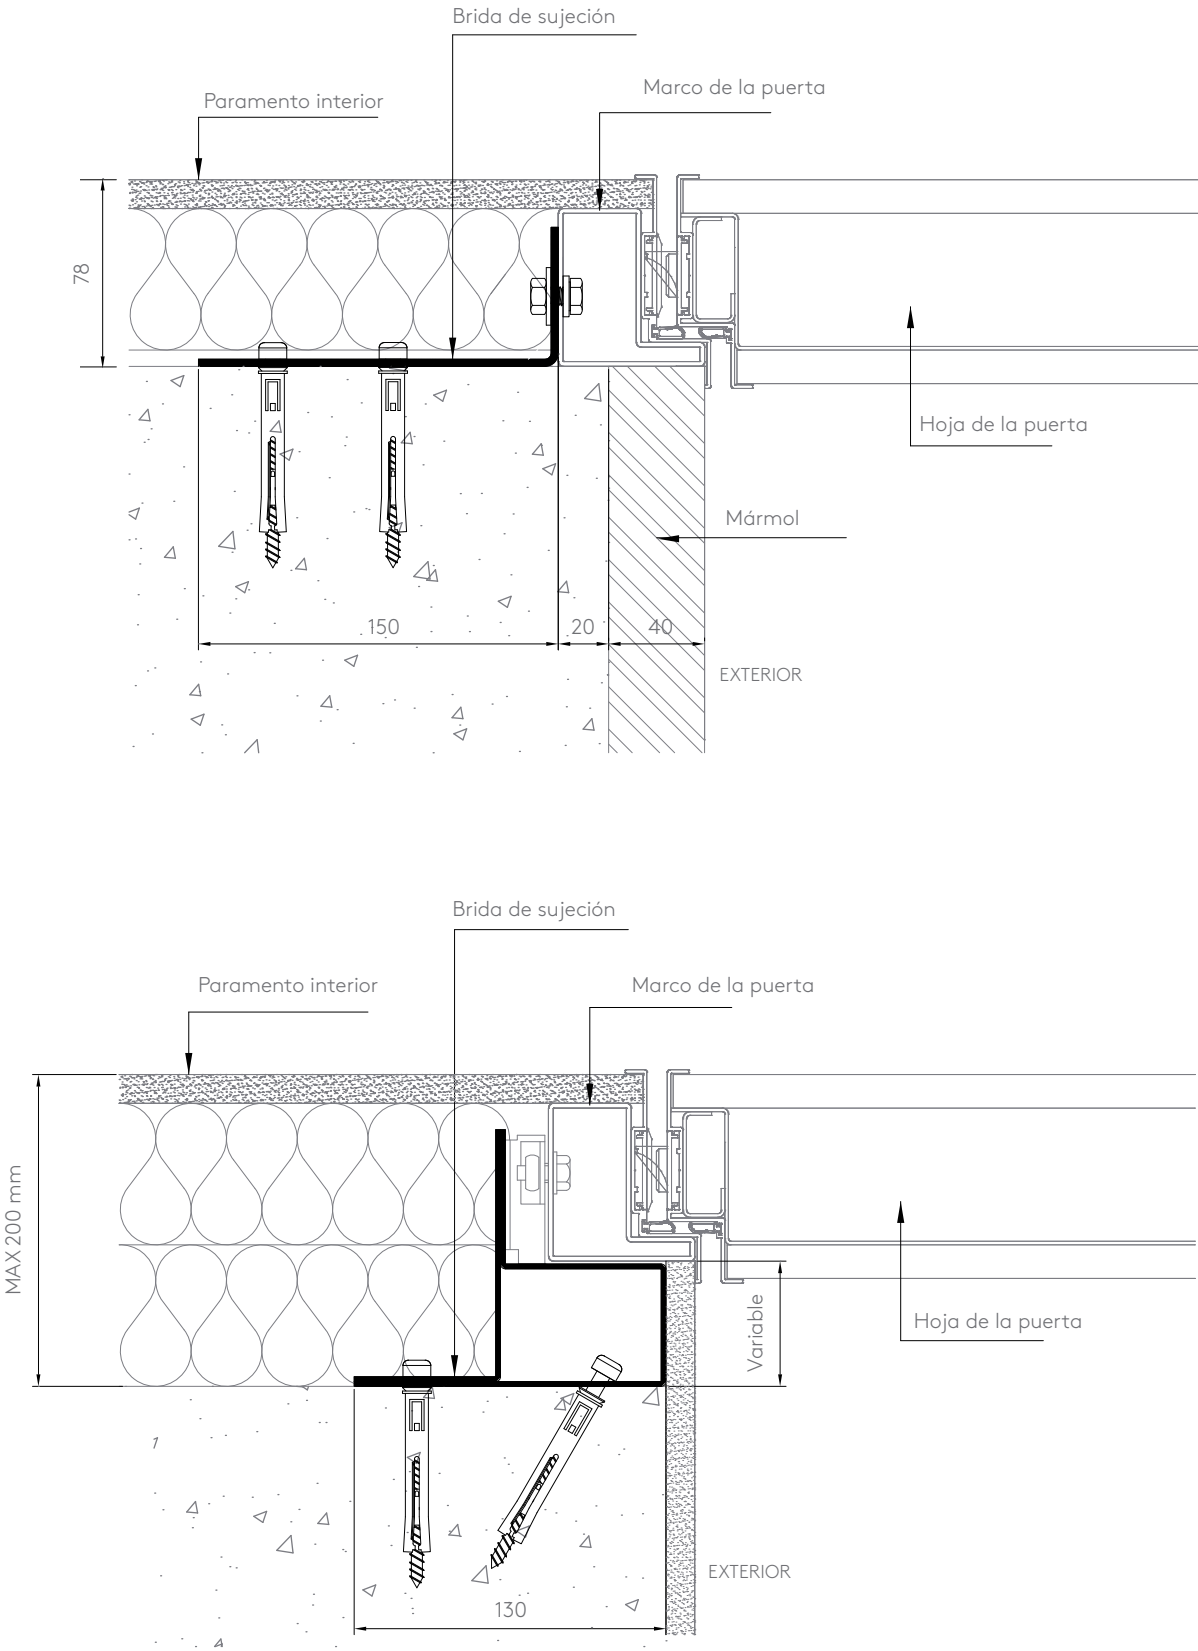 Brida de sujeción
Marco de la puerta
Paramento interior
78
Hoja de la puerta
Mármol
150
20
40
EXTERIOR
Brida de sujeción
Paramento interior
Marco de la puerta
MAX 200 mm
Variable
Hoja de la puerta
EXTERIOR
130